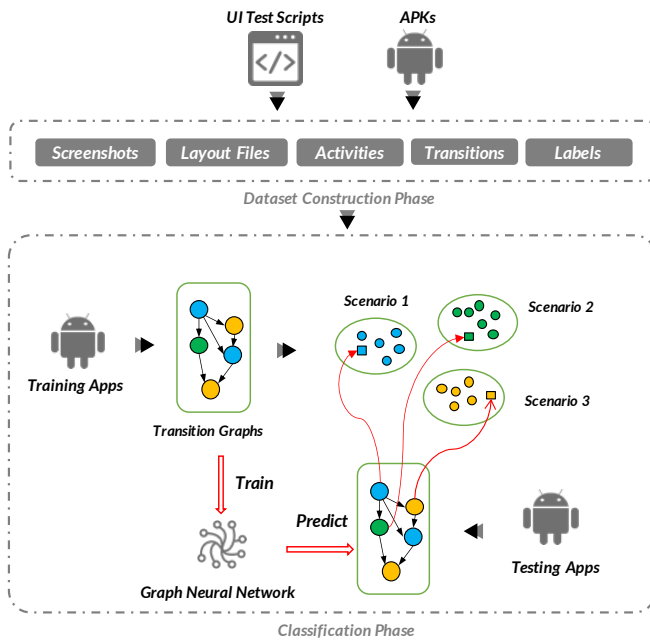 UI Test Scripts
APKs
</>
Screenshots
Layout Files
Activities
Transitions
Labels
Dataset Construction Phase
Scenario 1
Scenario 2
Scenario 3
Training Apps
Transition Graphs
Train
Predict
Graph Neural Network
Testing Apps
Classification Phase